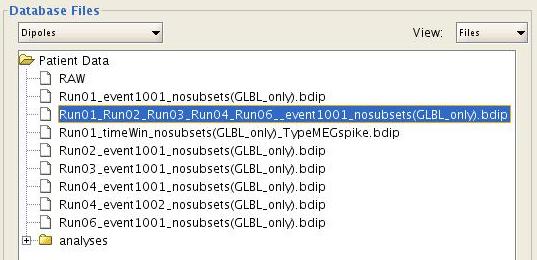 Database Files
Dipoles View: Files
Patient Data
RAW
Run01_event1001_nosubsets(GLBL_only).bdip
Run01_Run02_Run03_Run04_Run06__event1001_nosubsets(GLBL_only).bdip
Run01_timeWin_nosubsets(GLBL_only)_TypeMEGspike.bdip
Run02_event1001_nosubsets(GLBL_only).bdip
Run03_event1001_nosubsets(GLBL_only).bdip
Run04_event1001_nosubsets(GLBL_only).bdip
Run04_event1002_nosubsets(GLBL_only).bdip
Run06_event1001_nosubsets(GLBL_only).bdip
analyses